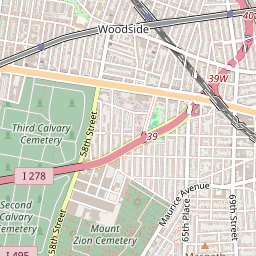 40
Woodside
39W
Third Calvary
Cemetery
58th Street
39
I 278
Maurice Avenue
65th Place
69th Street
Second
Calvary
Cemetery
58th Street
Mount
Zion Cemetery
I 495